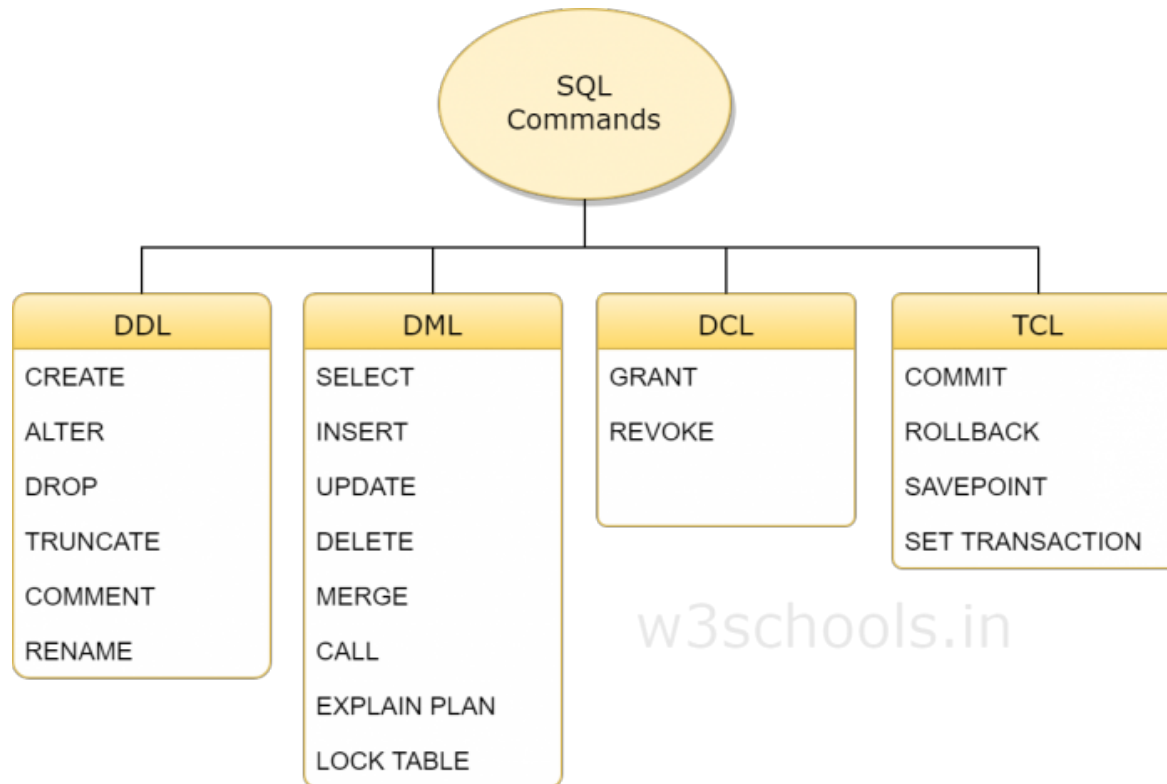 SQL
Commands
DDL
CREATE
ALTER
DROP
TRUNCATE
COMMENT
RENAME
DML
SELECT
INSERT
UPDATE
DELETE
MERGE
CALL
EXPLAIN PLAN
LOCK TABLE
DCL
GRANT
REVOKE
TCL
COMMIT
ROLLBACK
SAVEPOINT
SET TRANSACTION
w3schools.in